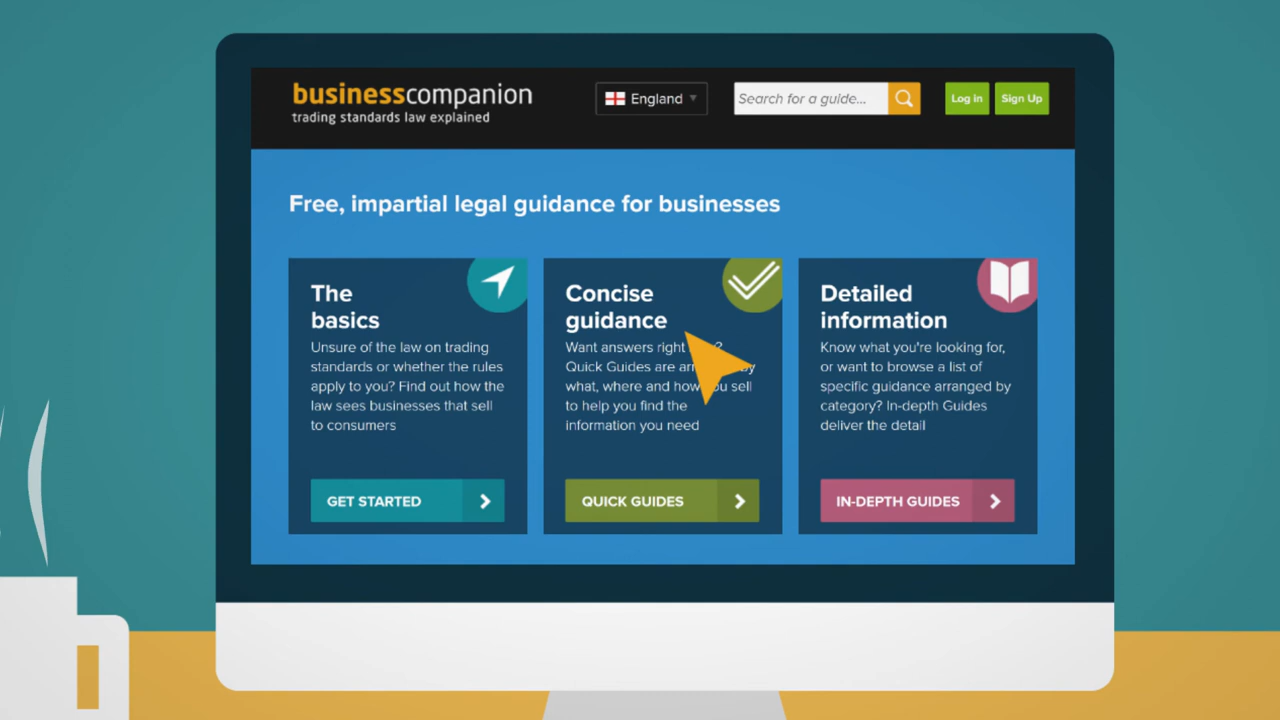 businesscompanion
trading standards law explained
England
Search for a guide...
Log in
Sign Up
Free, impartial legal guidance for businesses
The
basics
Unsure of the law on trading
standards or whether the rules
apply to you? Find out how the
law sees businesses that sell
to consumers
GET STARTED
Concise
guidance
Want answers right ?
Quick Guides are by
what, where and how you sell
to help you find the
information you need
QUICK GUIDES
Detailed
information
Know what you're looking for,
or want to browse a list of
specific guidance arranged by
category? In-depth Guides
deliver the detail
IN-DEPTH GUIDES